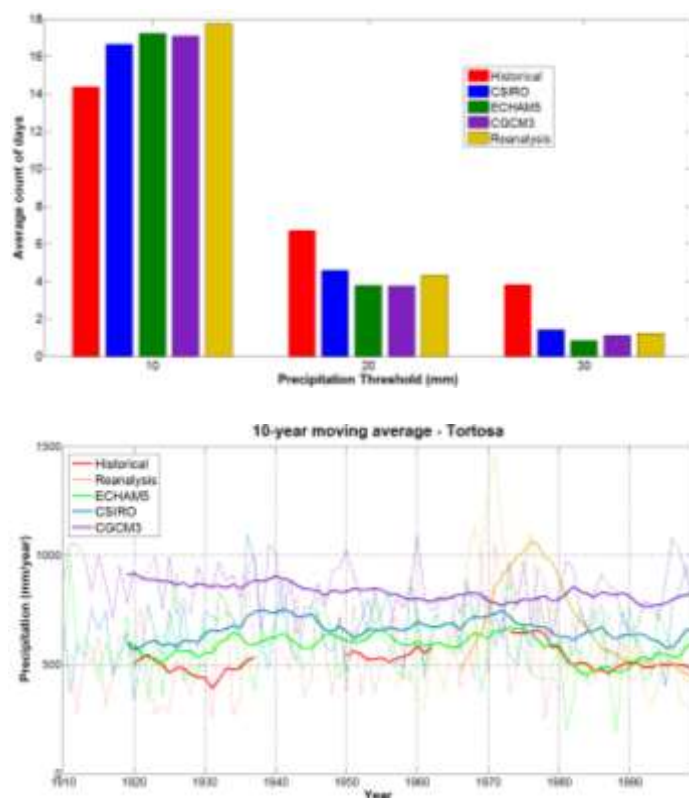 18
16
14
12
10
8
6
4
2
0
Average count of days
Historical
CSIRO
ECHAM5
CGCM3
Reanalysis
10 20 30
Precipitation Threshold (mm)
10-year moving average - Tortosa
1500
1000
500
0
Precipitation (mm/year)
Historical
Reanalysis
ECHAM5
CSIRO
CGCM3
1910 1920 1930 1940 1950 1960 1970 1980 1990
Year